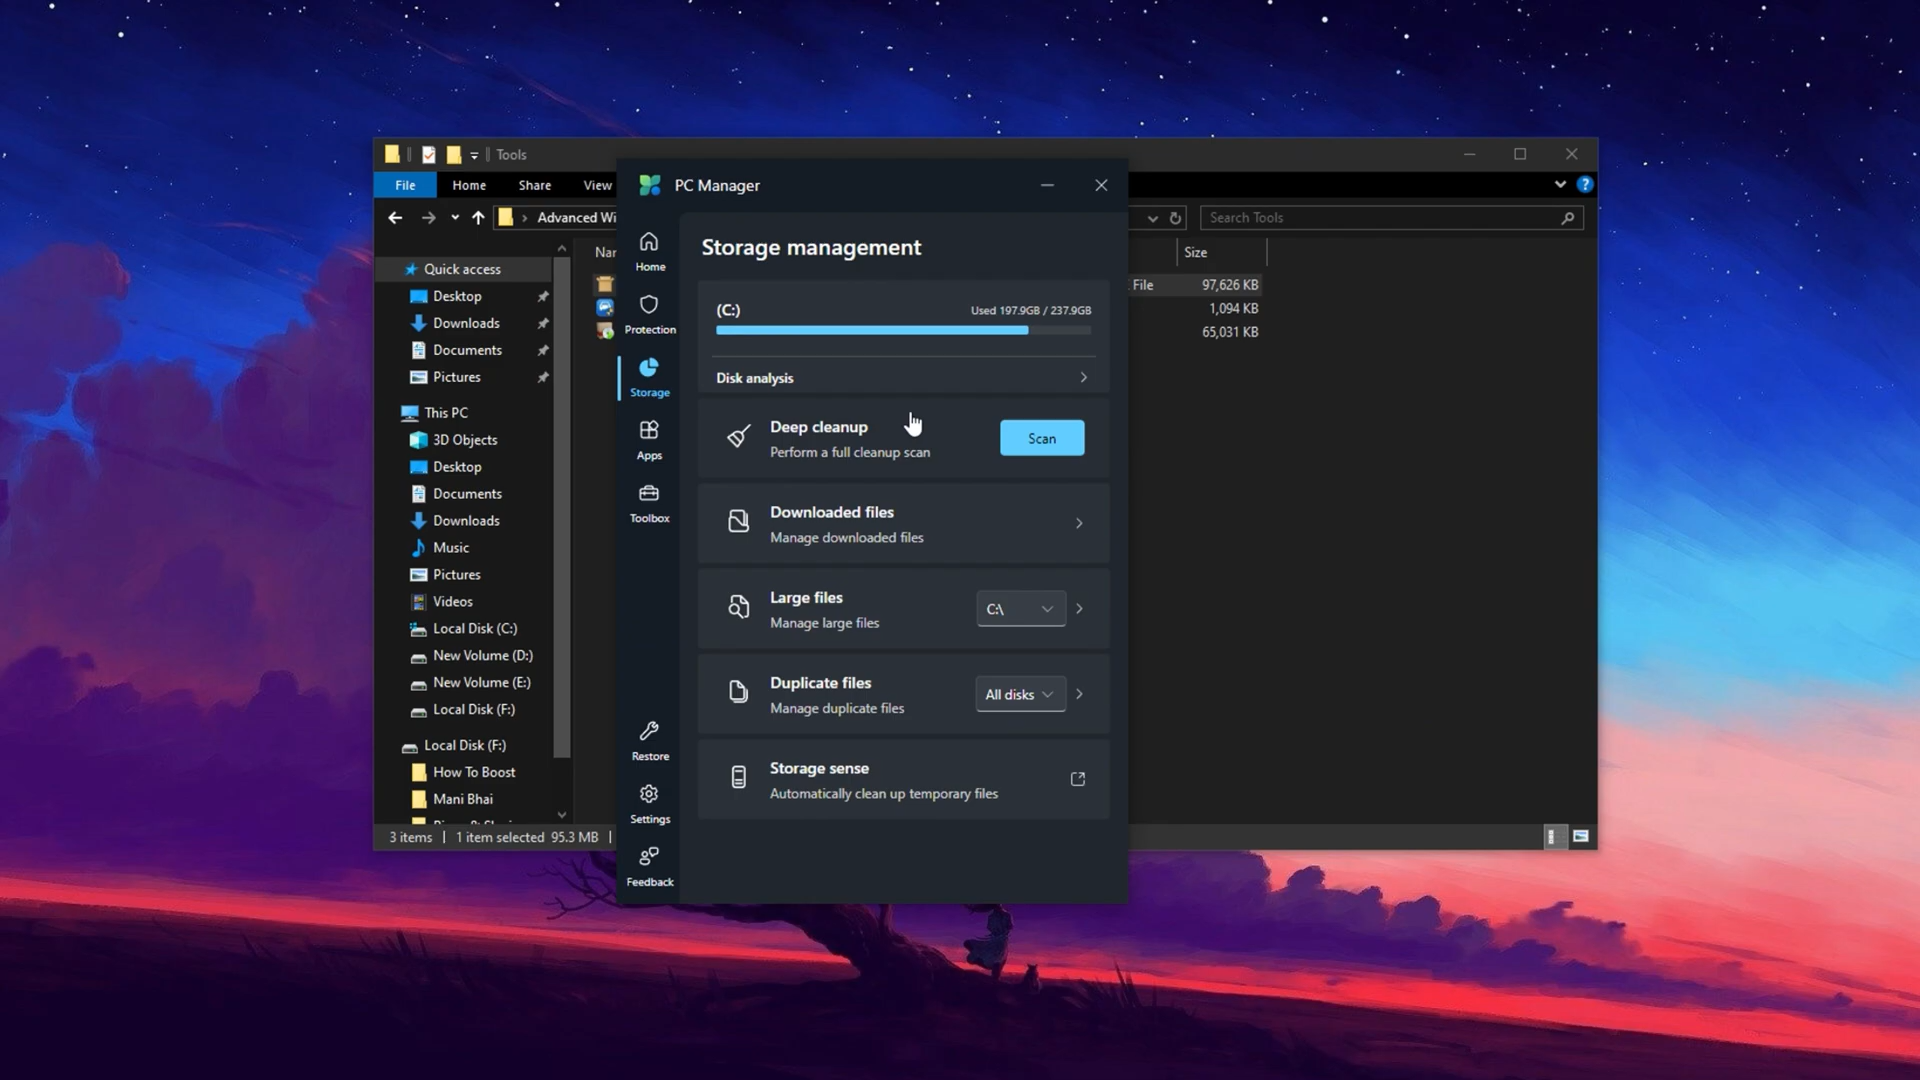 Tools
File
Home
Share
View
Advanced Wi
Search Tools
Size
File
97,626 KB
1,094 KB
65,031 KB
Quick access
Desktop
Downloads
Documents
Pictures
This PC
3D Objects
Desktop
Documents
Downloads
Music
Pictures
Videos
Local Disk (C:)
New Volume (D:)
New Volume (E:)
Local Disk (F:)
Local Disk (F:)
How To Boost
Mani Bhai
3 items
1 item selected 95.3 MB
PC Manager
Home
Protection
Storage
Apps
Toolbox
Restore
Settings
Feedback
Storage management
(C:)
Used 197.9GB / 237.9GB
Disk analysis
Deep cleanup
Perform a full cleanup scan
Scan
Downloaded files
Manage downloaded files
Large files
Manage large files
C:\
Duplicate files
Manage duplicate files
All disks
Storage sense
Automatically clean up temporary files